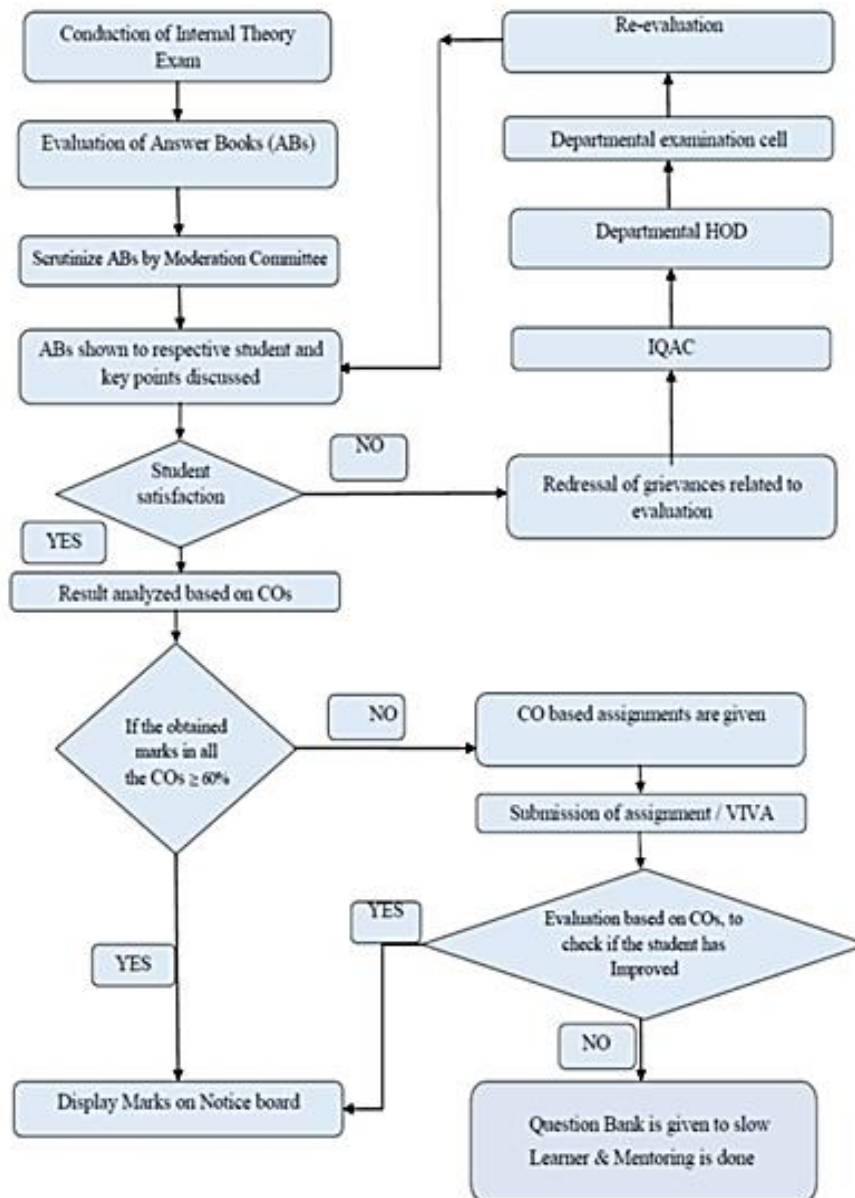 Conduction of Internal Theory
Exam
Evaluation of Answer Books (ABs)
Scrutinize ABs by Moderation Committee
ABs shown to respective student and
key points discussed
Student
satisfaction
NO
YES
Redressal of grievances related to
evaluation
IQAC
Departmental HOD
Departmental examination cell
Re-evaluation
Result analyzed based on COs
If the obtained
marks in all
the COs ≥ 60%
NO
YES
CO based assignments are given
Submission of assignment / VIVA
Evaluation based on COs, to
check if the student has
Improved
YES
NO
Display Marks on Notice board
Question Bank is given to slow
Learner & Mentoring is done